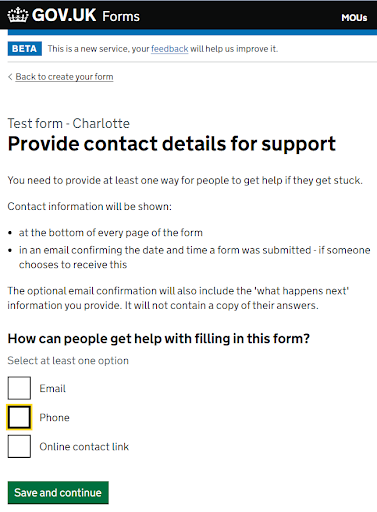 GOV.UK Forms
MOUs
BETA This is a new service, your feedback will help us improve it.
Back to create your form
Test form - Charlotte
Provide contact details for support
You need to provide at least one way for people to get help if they get stuck.
Contact information will be shown:
at the bottom of every page of the form
in an email confirming the date and time a form was submitted - if someone
chooses to receive this
The optional email confirmation will also include the 'what happens next'
information you provide. It will not contain a copy of their answers.
How can people get help with filling in this form?
Select at least one option
Email
Phone
Online contact link
Save and continue